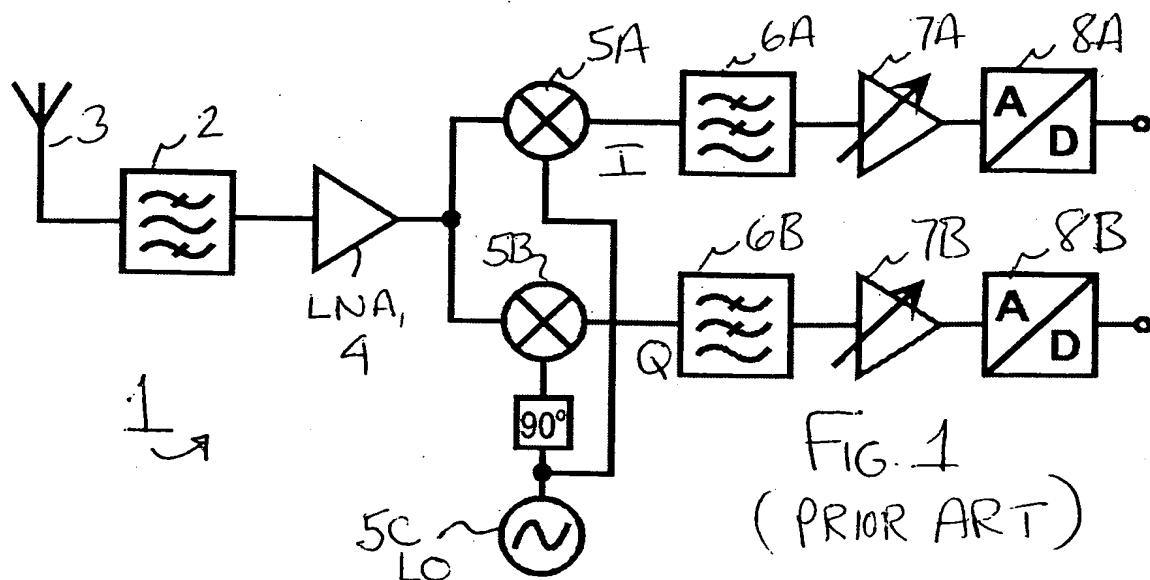 5A
6A
7A
8A
3
2
A
D
I
5B
6B
7B
8B
LNA,
4
A
D
Q
1
90°
FIG. 1
(PRIOR ART)
5C
LO